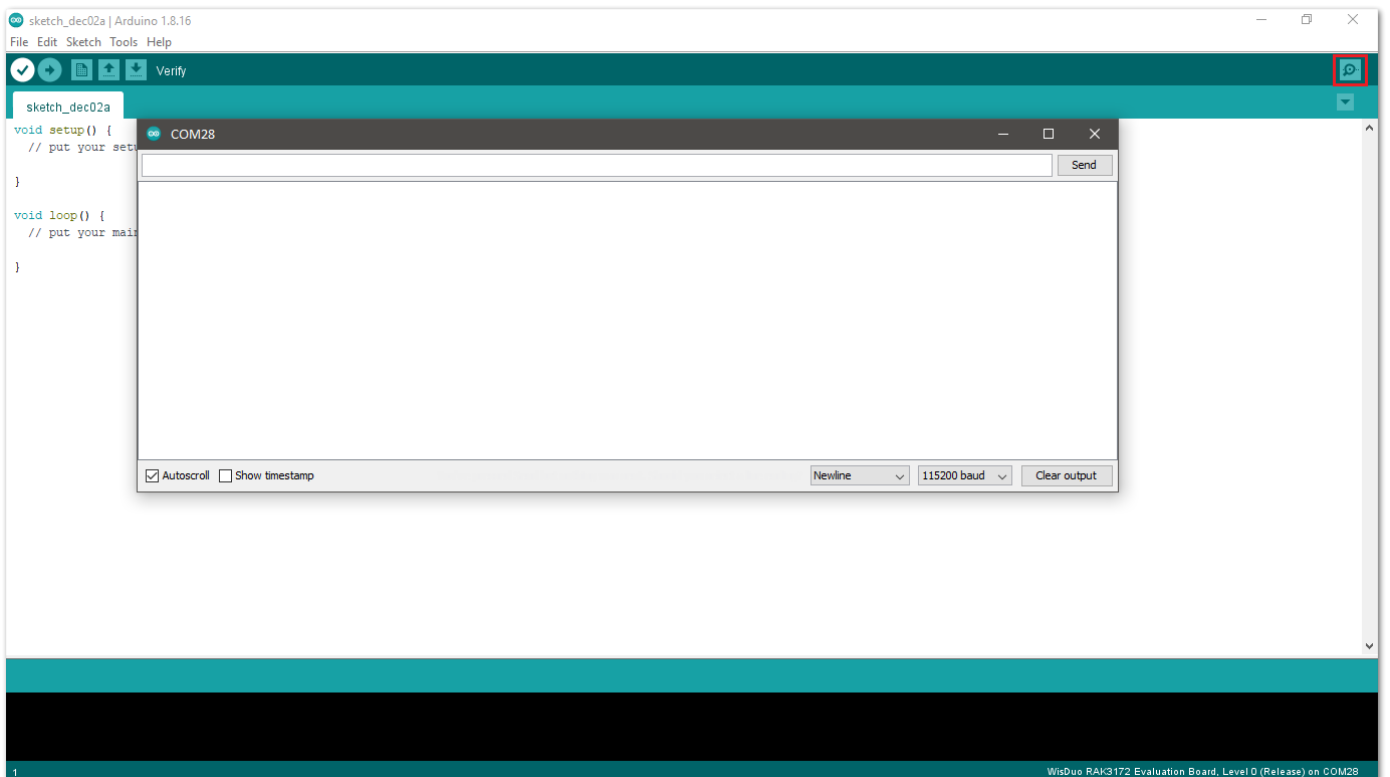 sketch_dec02a | Arduino 1.8.16
File Edit Sketch Tools Help
Verify
sketch_dec02a
void setup() {
// put your setu
}
void loop() {
// put your main
}
COM28
Send
Autoscroll Show timestamp Newline 115200 baud Clear output
1 WisDuo RAK3172 Evaluation Board, Level 0 (Release) on COM28